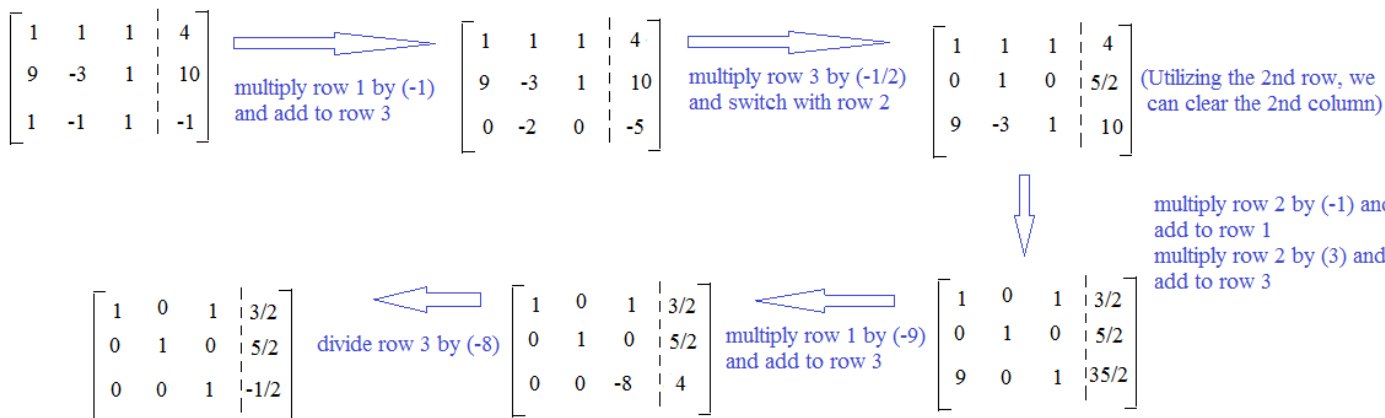 1 1 1 4
9 -3 1 10
1 -1 1 -1
multiply row 1 by (-1)
and add to row 3
1 1 1 4
9 -3 1 10
0 -2 0 -5
multiply row 3 by (-1/2)
and switch with row 2
1 1 1 4
0 1 0 5/2
9 -3 1 10
(Utilizing the 2nd row, we
can clear the 2nd column)
multiply row 2 by (-1) and
add to row 1
multiply row 2 by (3) and
add to row 3
1 0 1 3/2
0 1 0 5/2
9 0 1 35/2
multiply row 1 by (-9)
and add to row 3
1 0 1 3/2
0 1 0 5/2
0 0 -8 4
divide row 3 by (-8)
1 0 1 3/2
0 1 0 5/2
0 0 1 -1/2